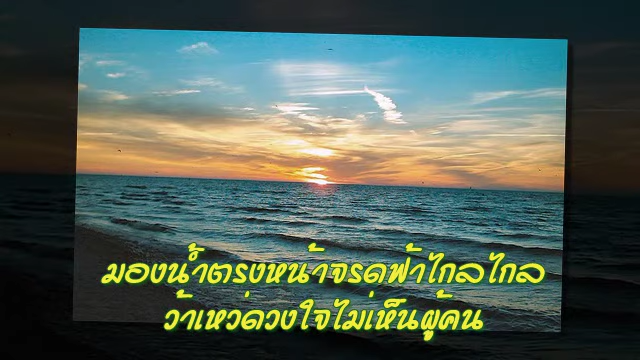 มองน้ำตรงหน้าจรดฟ้าไกลไกล
ว้าเหว่ดวงใจไม่เห็นผู้คน